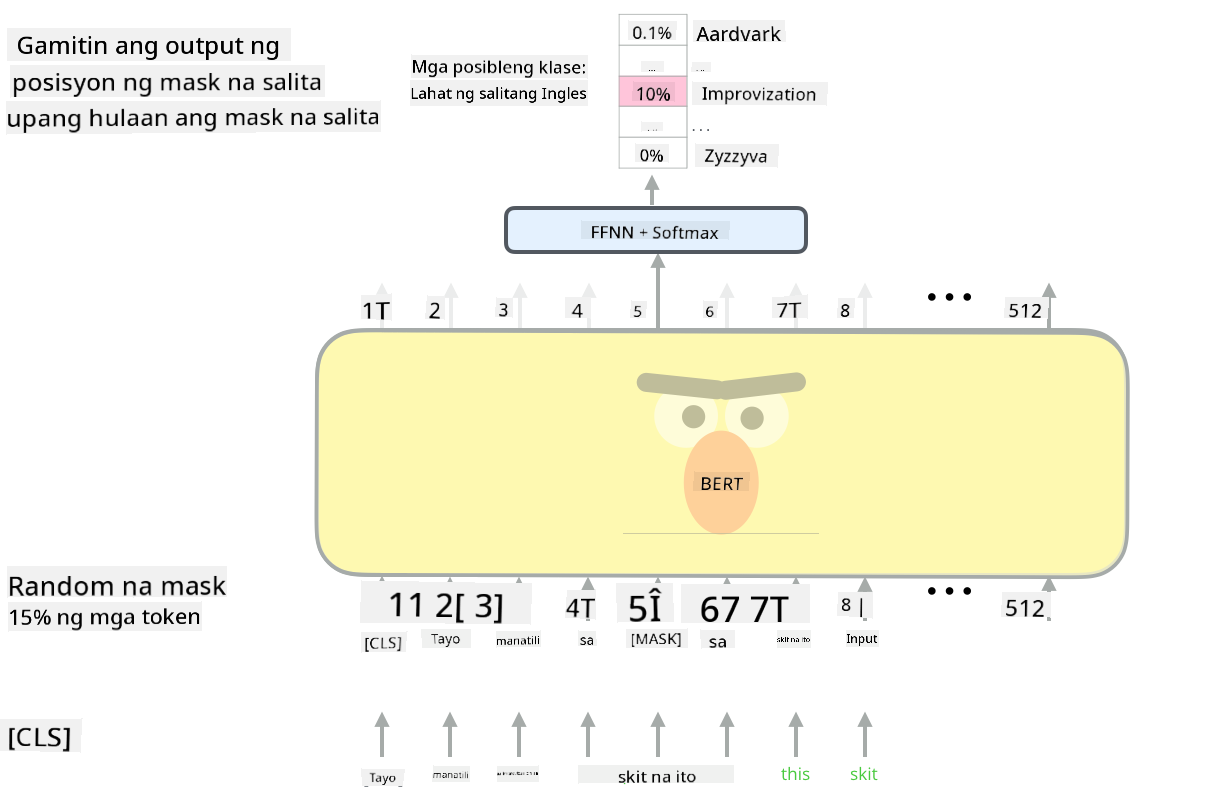 0.1% Aardvark
Gamitin ang output ng
posisyon ng mask na salita
upang hulaan ang mask na salita
Mga posibleng klase:
... ...
Lahat ng salitang Ingles
10% Improvization
... ...
0% Zyzzyva
FFNN + Softmax
1T 2 3 4 5 6 7T 8 ... 512
BERT
Random na mask
15% ng mga token
11 2[ 3] 4T 5Î 67 7T 8 | ... 512
[CLS] Tayo manatili sa [MASK] sa skit na ito Input
[CLS]
Tayo manatili skit na ito this skit